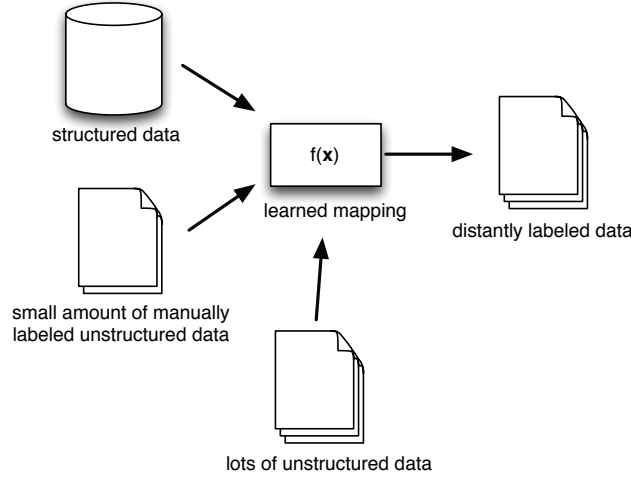 structured data
f(x)
learned mapping
distantly labeled data
small amount of manually
labeled unstructured data
lots of unstructured data